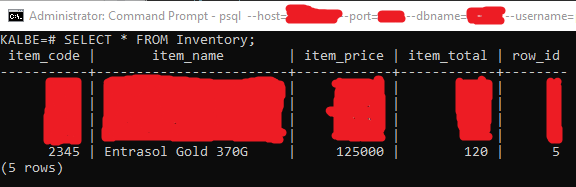 Administrator: Command Prompt - psql --host= --port= --dbname= --username=
KALBE=# SELECT * FROM Inventory;
item_code | item_name | item_price | item_total | row_id
-----------+----------------------------+------------+------------+--------
2345 | Entrasol Gold 370G | 125000 | 120 | 5
(5 rows)